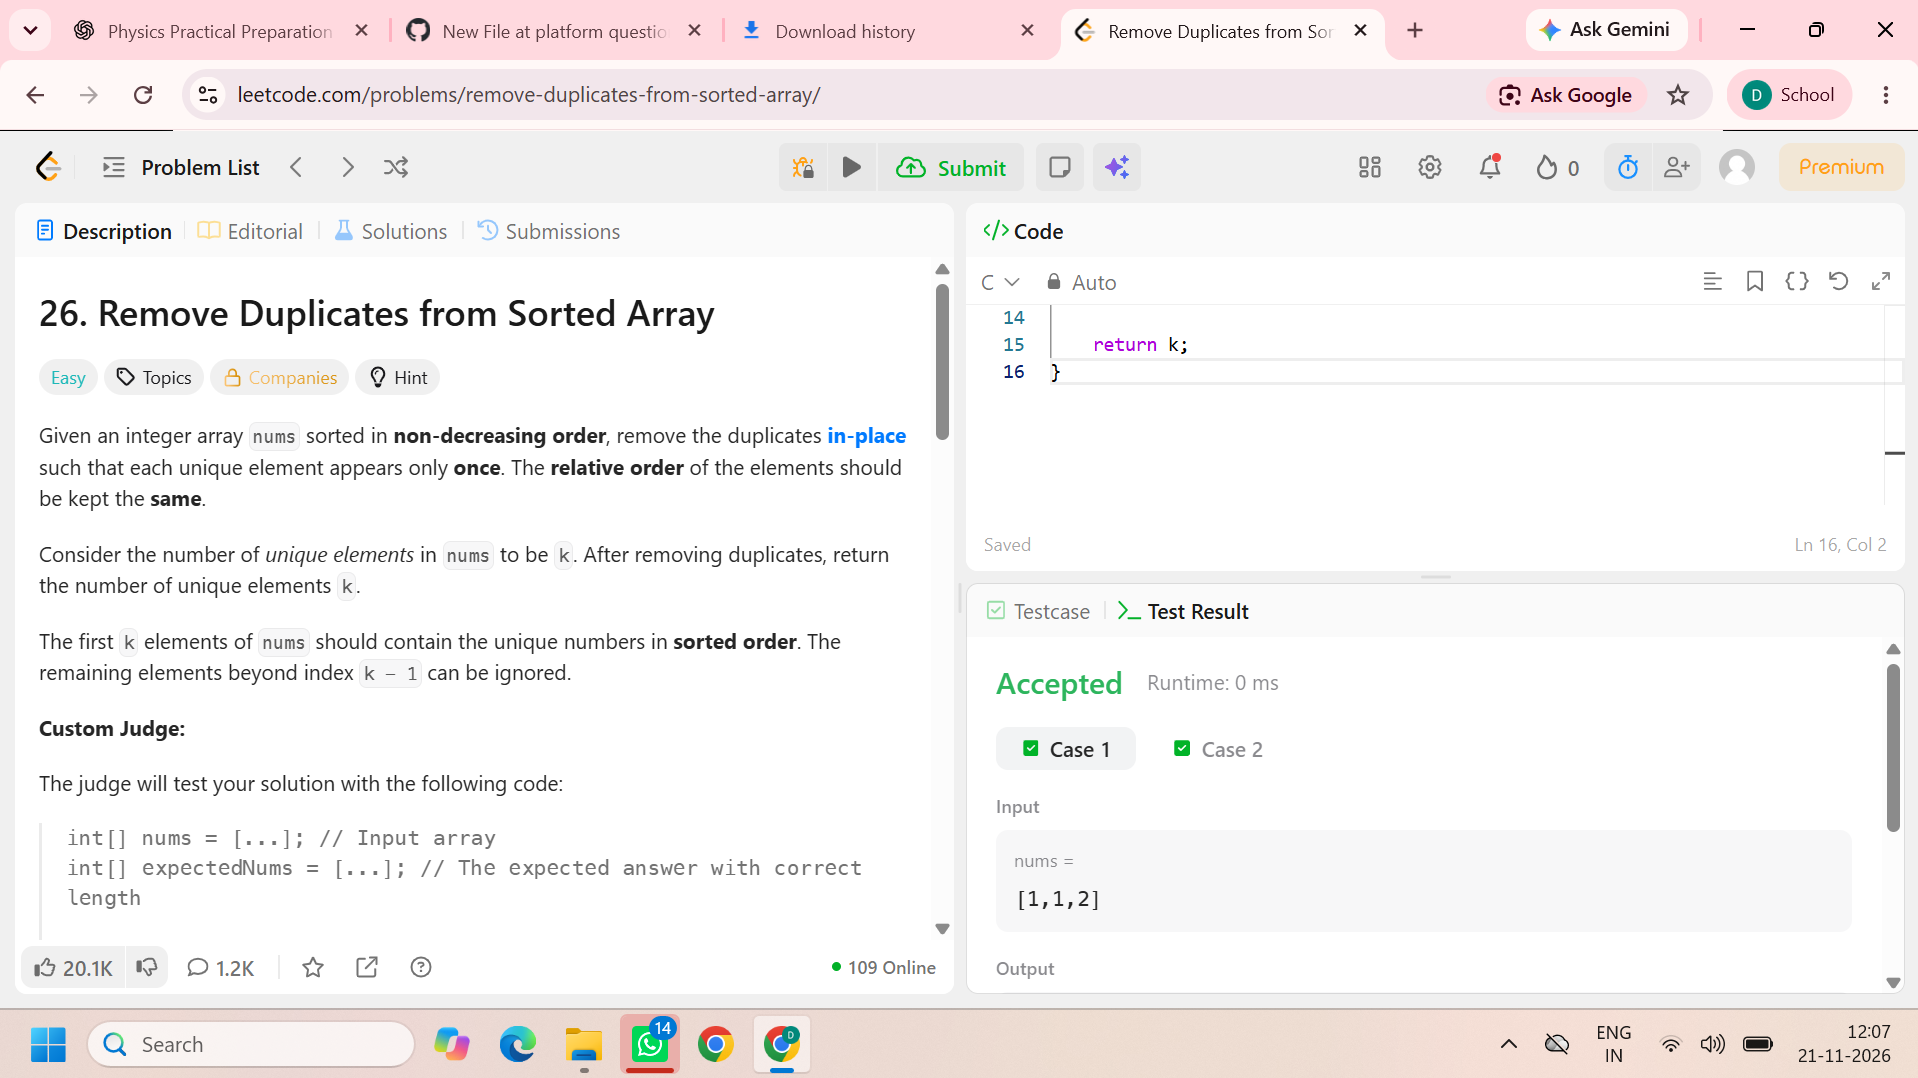 Physics Practical Preparation
New File at platform questio
Download history
Remove Duplicates from Sor
Ask Gemini
leetcode.com/problems/remove-duplicates-from-sorted-array/
Ask Google
D
School
Problem List
Submit
0
Premium
Description
Editorial
Solutions
Submissions
26. Remove Duplicates from Sorted Array
Easy
Topics
Companies
Hint
Given an integer array nums sorted in non-decreasing order, remove the duplicates in-place
such that each unique element appears only once. The relative order of the elements should
be kept the same.
Consider the number of unique elements in nums to be k. After removing duplicates, return
the number of unique elements k.
The first k elements of nums should contain the unique numbers in sorted order. The
remaining elements beyond index k - 1 can be ignored.
Custom Judge:
The judge will test your solution with the following code:
int[] nums = [...]; // Input array
int[] expectedNums = [...]; // The expected answer with correct
length
20.1K
1.2K
109 Online
</> Code
C
Auto
14
15 return k;
16 }
Saved
Ln 16, Col 2
Testcase
Test Result
Accepted
Runtime: 0 ms
Case 1
Case 2
Input
nums =
[1,1,2]
Output
Search
14
D
ENG
IN
12:07
21-11-2026